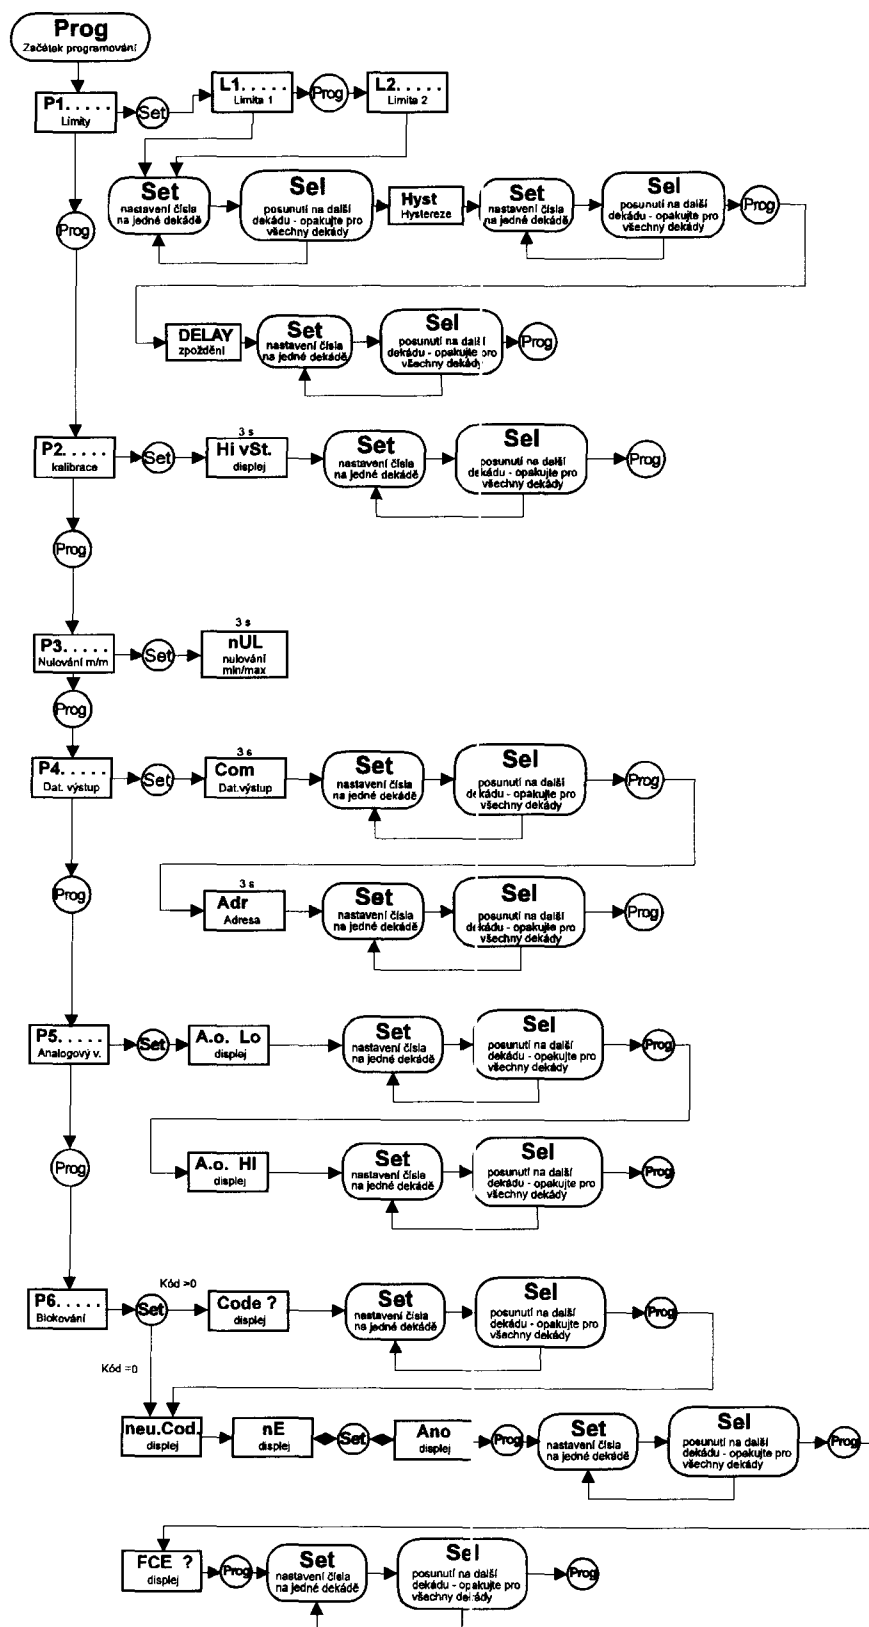 Prog
Začátek programování
P1. . . . .
Limity
Set
L1. . . . .
Limita 1
Prog
L2. . . . .
Limita 2
Prog
Set
nastavení čísla
na jedné dekádě
Sel
posunutí na další
dekádu - opakujte pro
všechny dekády
Hyst
Hystereze
Set
nastavení čísla
na jedné dekádě
Sel
posunutí na další
dekádu - opakujte pro
všechny dekády
Prog
DELAY
zpoždění
Set
nastavení čísla
na jedné dekádě
Sel
posunutí na další
dekádu - opakujte pro
všechny dekády
Prog
P2. . . . .
kalibrace
Set
3 s
Hi vSt.
displej
Set
nastavení čísla
na jedné dekádě
Sel
posunutí na další
dekádu - opakujte pro
všechny dekády
Prog
Prog
P3. . . . .
Nulování m/m
Set
3 s
nUL
nulování
min/max
Prog
P4. . . . .
Dat. výstup
Set
3 s
Com
Dat.výstup
Set
nastavení čísla
na jedné dekádě
Sel
posunutí na další
dekádu - opakujte pro
všechny dekády
Prog
Prog
3 s
Adr
Adresa
Set
nastavení čísla
na jedné dekádě
Sel
posunutí na další
dekádu - opakujte pro
všechny dekády
Prog
P5. . . . .
Analogový v.
Set
A.o. Lo
displej
Set
nastavení čísla
na jedné dekádě
Sel
posunutí na další
dekádu - opakujte pro
všechny dekády
Prog
Prog
A.o. HI
displej
Set
nastavení čísla
na jedné dekádě
Sel
posunutí na další
dekádu - opakujte pro
všechny dekády
Prog
P6. . . . .
Blokování
Set
Kód >0
Code ?
displej
Set
nastavení čísla
na jedné dekádě
Sel
posunutí na další
dekádu - opakujte pro
všechny dekády
Prog
Kód =0
neu.Cod.
displej
nE
displej
Set
Ano
displej
Prog
Set
nastavení čísla
na jedné dekádě
Sel
posunutí na další
dekádu - opakujte pro
všechny dekády
Prog
FCE ?
displej
Prog
Set
nastavení čísla
na jedné dekádě
Sel
posunutí na další
dekádu - opakujte pro
všechny dekády
Prog